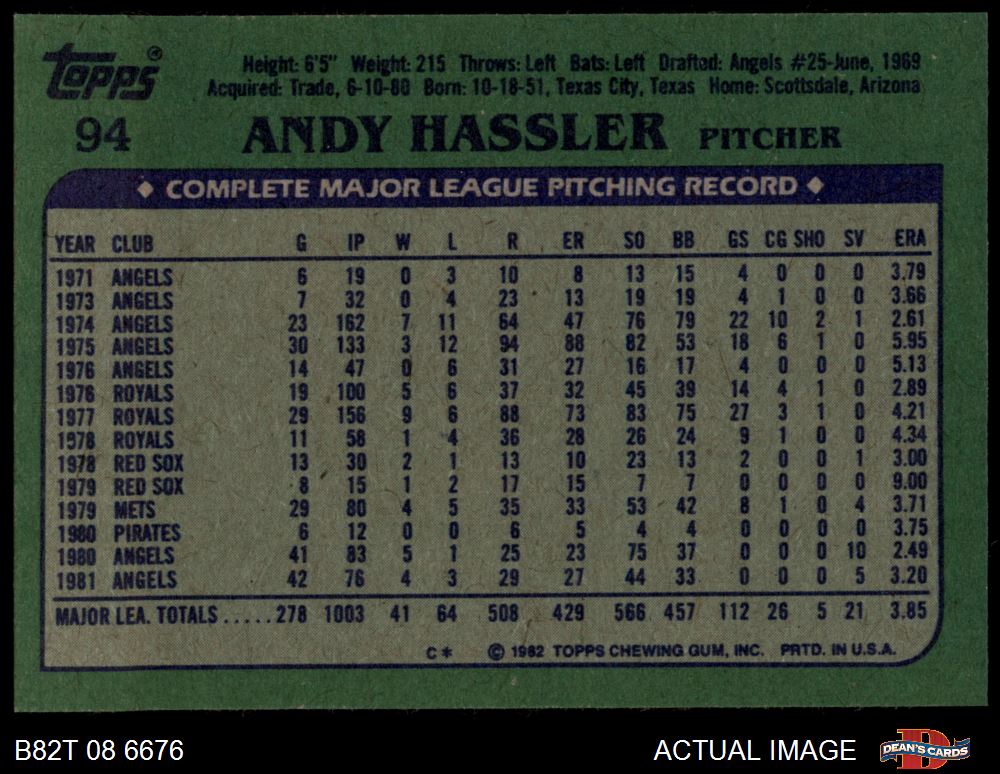 Topps®
Height: 6'5" Weight: 215 Throws: Left Bats: Left Drafted: Angels #25-June, 1969
Acquired: Trade, 6-10-80 Born: 10-18-51, Texas City, Texas Home: Scottsdale, Arizona
94 ANDY HASSLER PITCHER
◆ COMPLETE MAJOR LEAGUE PITCHING RECORD ◆
YEAR CLUB G IP W L R ER SO BB GS CG SHO SV ERA
1971 ANGELS 6 19 0 3 10 8 13 15 4 0 0 0 3.79
1973 ANGELS 7 32 0 4 23 13 19 19 4 1 0 0 3.66
1974 ANGELS 23 162 7 11 64 47 76 79 22 10 2 1 2.61
1975 ANGELS 30 133 3 12 94 88 82 53 18 6 1 0 5.95
1976 ANGELS 14 47 0 6 31 27 16 17 4 0 0 0 5.13
1976 ROYALS 19 100 5 6 37 32 45 39 14 4 1 0 2.89
1977 ROYALS 29 156 9 6 88 73 83 75 27 3 1 0 4.21
1978 ROYALS 11 58 1 4 36 28 26 24 9 1 0 0 4.34
1978 RED SOX 13 30 2 1 13 10 23 13 2 0 0 1 3.00
1979 RED SOX 8 15 1 2 17 15 7 7 0 0 0 0 9.00
1979 METS 29 80 4 5 35 33 53 42 8 1 0 4 3.71
1980 PIRATES 6 12 0 0 6 5 4 4 0 0 0 0 3.75
1980 ANGELS 41 83 5 1 25 23 75 37 0 0 0 10 2.49
1981 ANGELS 42 76 4 3 29 27 44 33 0 0 0 5 3.20
MAJOR LEA. TOTALS.....278 1003 41 64 508 429 566 457 112 26 5 21 3.85
C* © 1982 TOPPS CHEWING GUM, INC. PRTD. IN U.S.A.
B82T 08 6676 ACTUAL IMAGE D DEAN'S CARDS